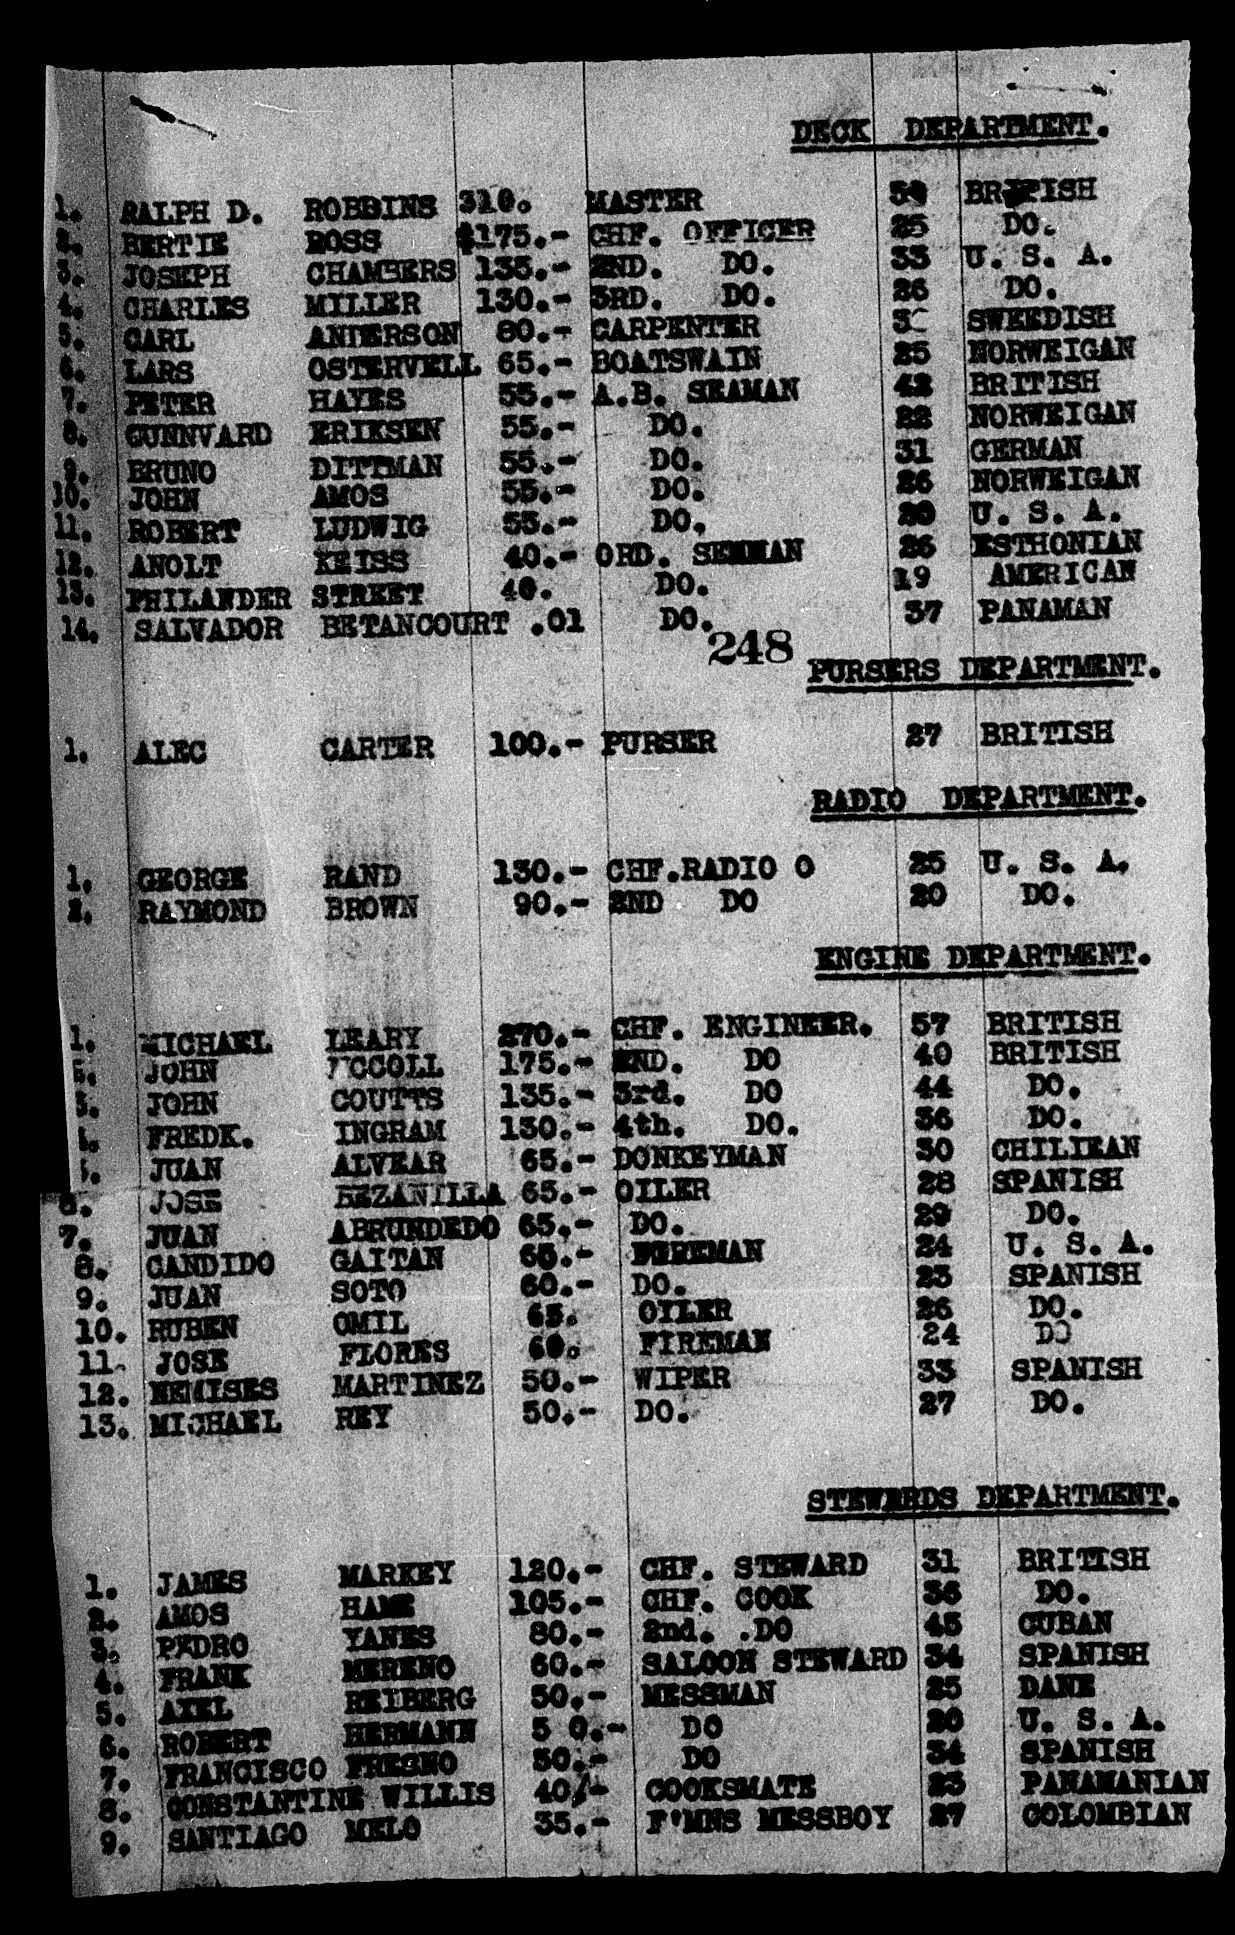 DECK DEPARTMENT.
1. RALPH D. ROBBINS 310. MASTER BRITISH
2. BERTIE ROSS $175.- CHF. OFFICER DO.
3. JOSEPH CHAMBERS 135.- 2ND. DO. 33 U. S. A.
4. CHARLES MILLER 130.- 3RD. DO. 26 DO.
5. CARL ANDERSON 80.- CARPENTER SWEEDISH
6. LARS OSTERVELL 65.- BOATSWAIN 25 NORWEIGAN
7. PETER HAYES 55.- A.B. SEAMAN 42 BRITISH
8. GUNNVARD ERIKSEN 55.- DO. 22 NORWEIGAN
9. BRUNO DITTMAN 55.- DO. 31 GERMAN
10. JOHN AMOS 55.- DO. 26 NORWEIGAN
11. ROBERT LUDWIG 55.- DO. U. S. A.
12. ANOLT KEISS 40.- ORD. SEMMAN 26 ESTHONIAN
13. PHILANDER STREET 40. DO. 19 AMERICAN
14. SALVADOR BETANCOURT .01 DO. 37 PANAMAN
248
PURSERS DEPARTMENT.
1. ALEC CARTER 100.- PURSER 27 BRITISH
RADIO DEPARTMENT.
1. GEORGE RAND 130.- CHF.RADIO O 25 U. S. A.
2. RAYMOND BROWN 90.- 2ND DO 20 DO.
ENGINE DEPARTMENT.
1. MICHAEL LEARY 270.- CHF. ENGINEER. 57 BRITISH
2. JOHN MCCOLL 175.- 2ND. DO 40 BRITISH
3. JOHN COUTTS 135.- 3rd. DO 44 DO.
4. FREDK. INGRAM 130.- 4th. DO. 36 DO.
5. JUAN ALVEAR 65.- DONKEYMAN 30 CHILIEAN
6. JOSE BEZANILLA 65.- OILER 28 SPANISH
7. JUAN ABRUNDEDO 65.- DO. 29 DO.
8. CANDIDO GAITAN 60.- FIREMAN 24 U. S. A.
9. JUAN SOTO 60.- DO. 23 SPANISH
10. RUBEN OMIL 65. OILER 26 DO.
11. JOSE FLORES 60. FIREMAN 24 DO
12. NEMISES MARTINEZ 50.- WIPER 33 SPANISH
13. MICHAEL REY 50.- DO. 27 DO.
STEWARDS DEPARTMENT.
1. JAMES MARKEY 120.- CHF. STEWARD 31 BRITISH
2. AMOS HAME 105.- CHF. COOK 36 DO.
3. PEDRO YANES 80.- 2nd. .DO 45 CUBAN
4. FRANK MERENO 60.- SALOON STEWARD 34 SPANISH
5. AXEL REIBERG 50.- MESSMAN 25 DANE
6. ROBERT HERMANN 5 0.- DO 20 U. S. A.
7. FRANCISCO FRESNO 50.- DO 34 SPANISH
8. CONSTANTINE WILLIS 40/- COOKSMATE 23 PANAMANIAN
9. SANTIAGO MELO 35.- F'MNS MESSBOY 27 COLOMBIAN